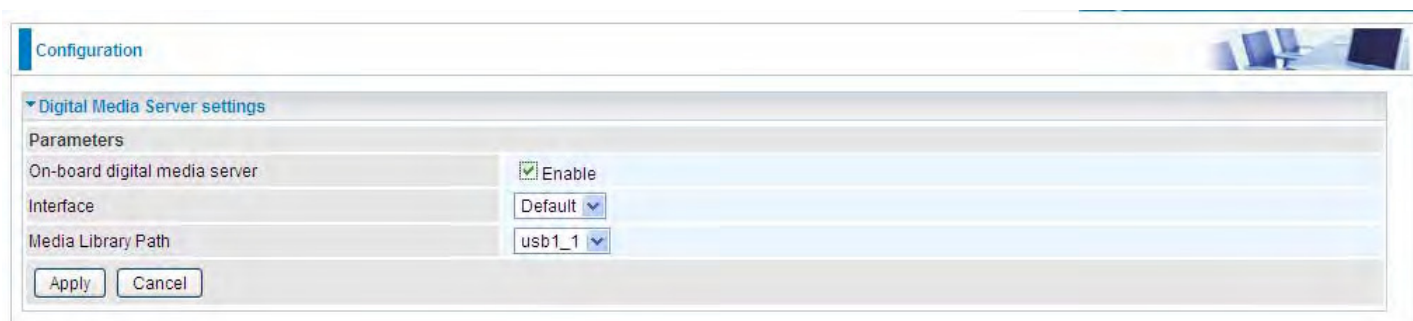 Configuration
Digital Media Server settings
Parameters
On-board digital media server Enable
Interface Default
Media Library Path usb1_1
Apply Cancel